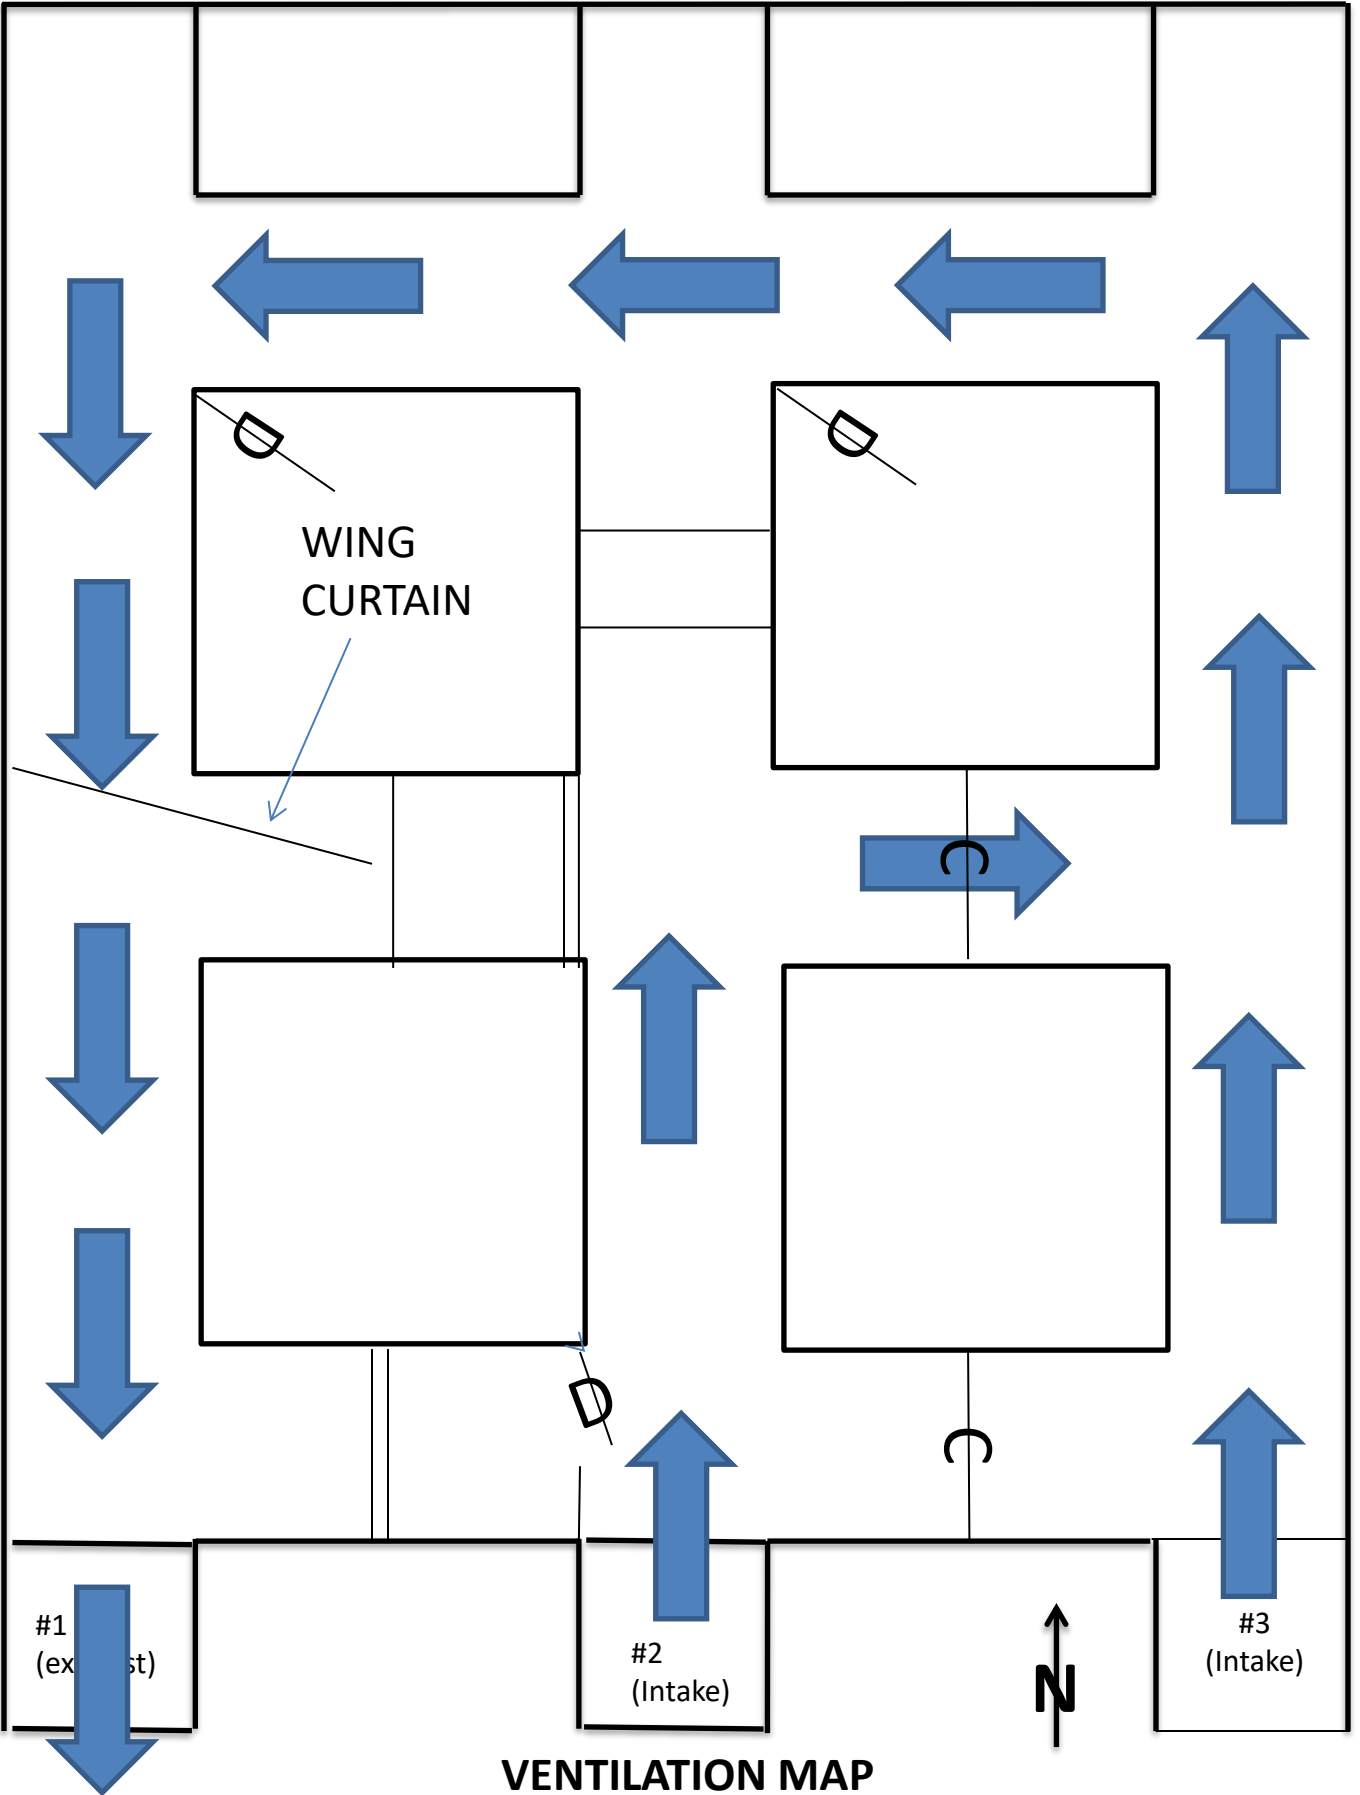 D
D
WING
CURTAIN
C
D
C
#1
(ex st)
#2
(Intake)
#3
(Intake)
N
VENTILATION MAP